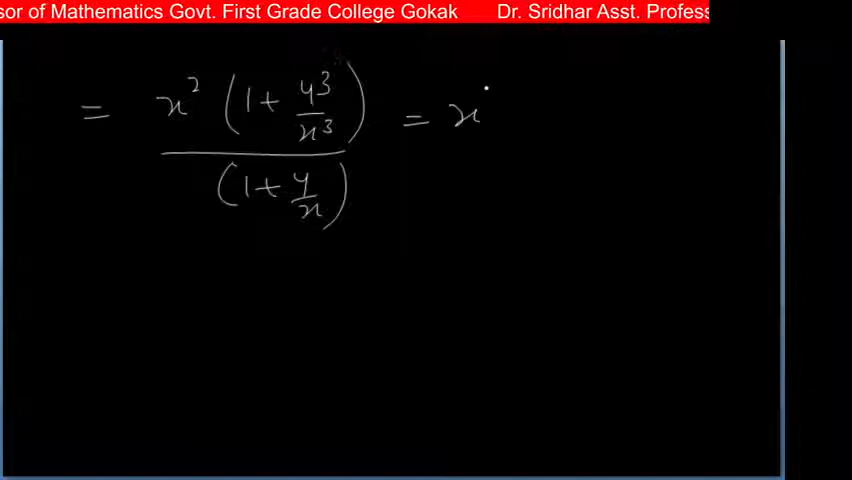 sor of Mathematics Govt. First Grade College Gokak Dr. Sridhar Asst. Profess
= x² (1 + y³/x³) / (1 + y/x) = x